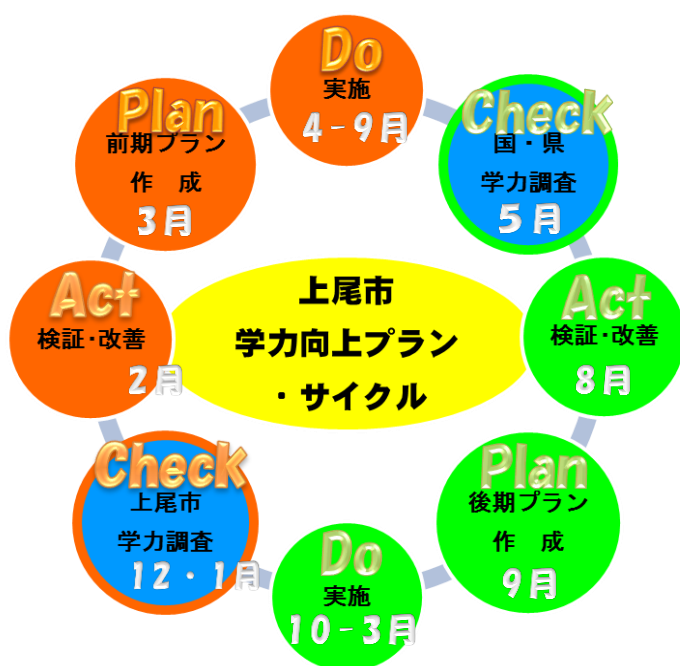 Do
実施
4-9月
Plan
前期プラン
作 成
3月
Check
国・県
学力調査
5月
Act
検証・改善
2月
上尾市
学力向上プラン
・サイクル
Act
検証・改善
8月
Check
上尾市
学力調査
12・1月
Plan
後期プラン
作 成
9月
Do
実施
10-3月